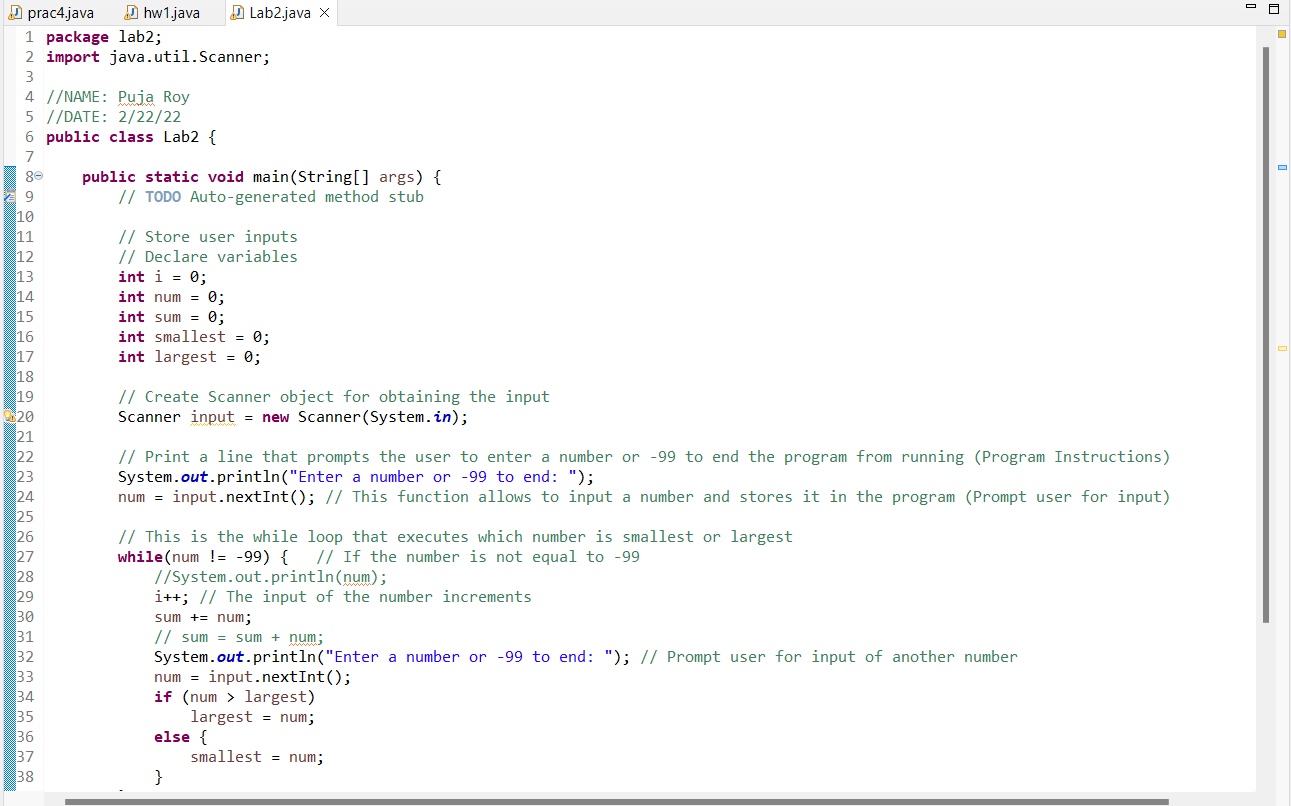 prac4.java hw1.java Lab2.java
1 package lab2;
2 import java.util.Scanner;
3
4 //NAME: Puja Roy
5 //DATE: 2/22/22
6 public class Lab2 {
7
8 public static void main(String[] args) {
9 // TODO Auto-generated method stub
10
11 // Store user inputs
12 // Declare variables
13 int i = 0;
14 int num = 0;
15 int sum = 0;
16 int smallest = 0;
17 int largest = 0;
18
19 // Create Scanner object for obtaining the input
20 Scanner input = new Scanner(System.in);
21
22 // Print a line that prompts the user to enter a number or -99 to end the program from running (Program Instructions)
23 System.out.println("Enter a number or -99 to end: ");
24 num = input.nextInt(); // This function allows to input a number and stores it in the program (Prompt user for input)
25
26 // This is the while loop that executes which number is smallest or largest
27 while(num != -99) { // If the number is not equal to -99
28 //System.out.println(num);
29 i++; // The input of the number increments
30 sum += num;
31 // sum = sum + num;
32 System.out.println("Enter a number or -99 to end: "); // Prompt user for input of another number
33 num = input.nextInt();
34 if (num > largest)
35 largest = num;
36 else {
37 smallest = num;
38 }